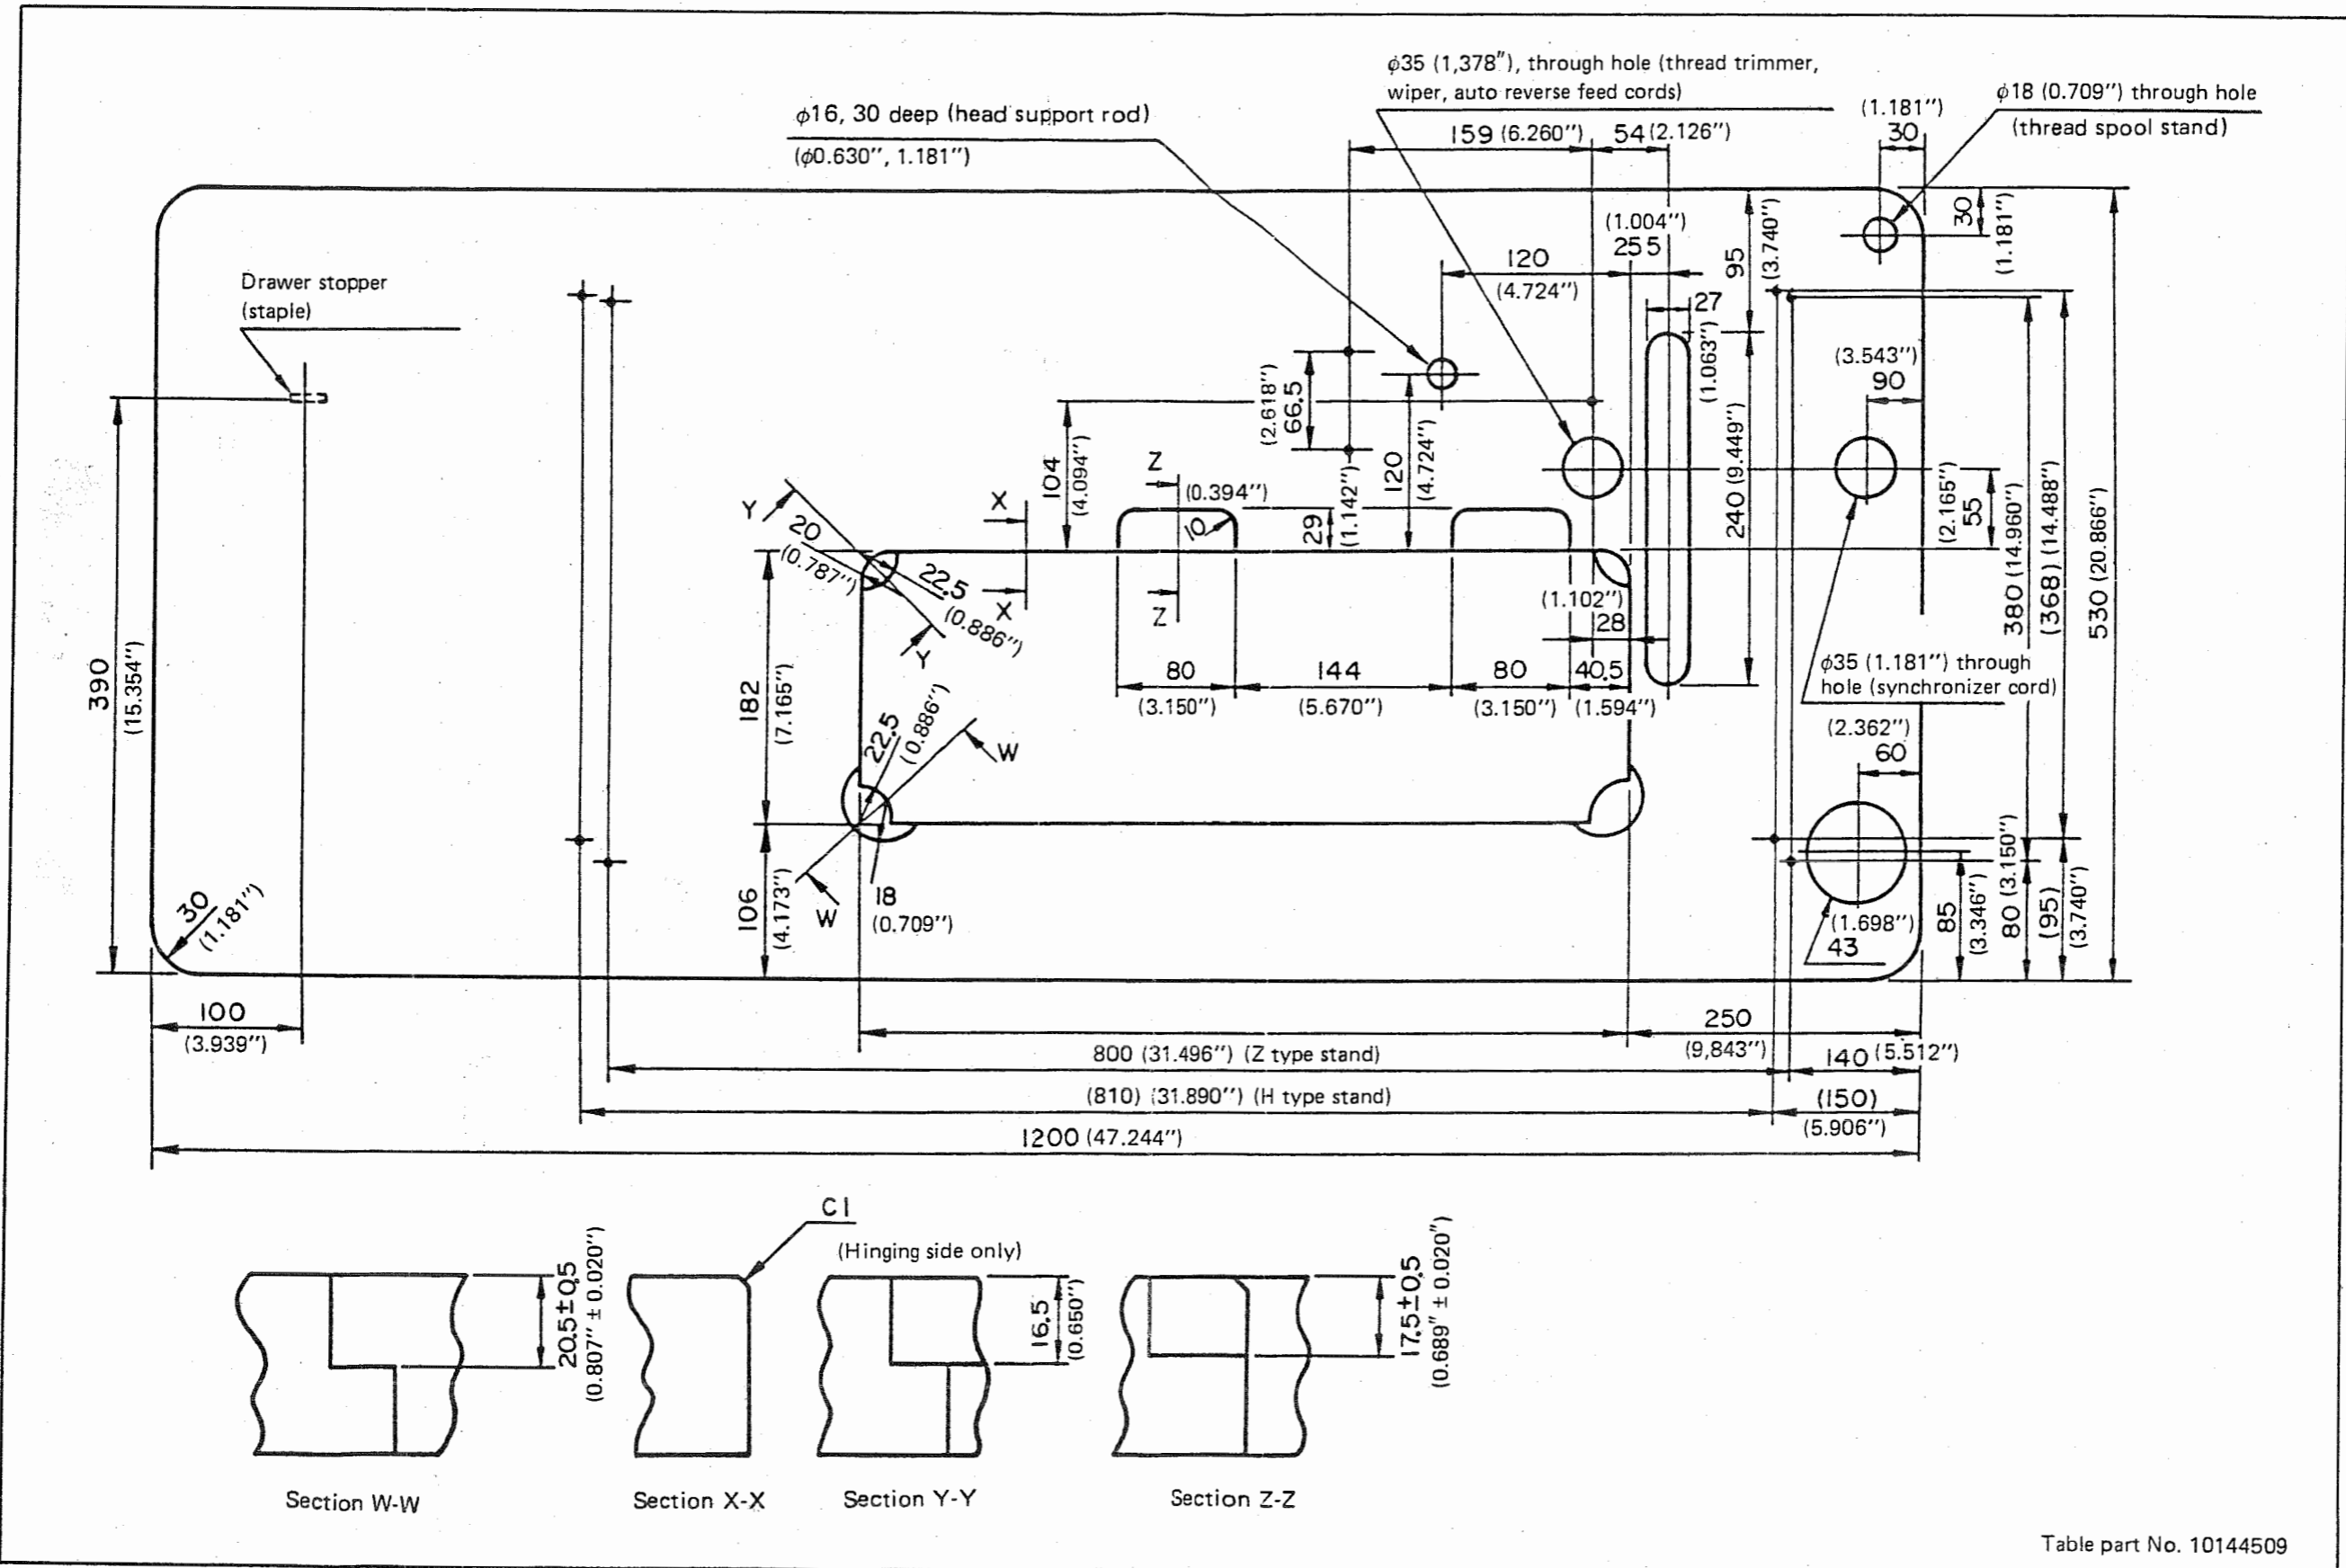 ϕ35 (1,378″), through hole (thread trimmer,
wiper, auto reverse feed cords)
ϕ16, 30 deep (head support rod)
(ϕ0.630″, 1.181″)
159 (6.260″)
54 (2.126″)
(1.181″)
30
ϕ18 (0.709″) through hole
(thread spool stand)
30
(1.181″)
(1.004″)
25 5
95
(3.740″)
120
(4.724″)
27
(1.063″)
Drawer stopper
(staple)
(3.543″)
90
66.5
(2.618″)
104
(4.094″)
120
(4.724″)
240 (9.449″)
Z
(0.394″)
10
29
(1.142″)
X
Y
20
(0.787″)
22.5
(0.886″)
X
Y
Z
55
(2.165″)
380 (14.960″)
(368) (14.488″)
530 (20.866″)
(1.102″)
28
390
(15.354″)
182
(7.165″)
80
(3.150″)
144
(5.670″)
80
(3.150″)
40.5
(1.594″)
ϕ35 (1.181″) through
hole (synchronizer cord)
(2.362″)
60
22.5
(0.886″)
W
W
18
(0.709″)
106
(4.173″)
30
(1.181″)
(1.698″)
43
85
(3.346″)
80 (3.150″)
(95)
(3.740″)
100
(3.939″)
250
(9,843″)
800 (31.496″) (Z type stand)
140 (5.512″)
(810) (31.890″) (H type stand)
(150)
(5.906″)
1200 (47.244″)
C1
(Hinging side only)
20.5±0.5
(0.807″ ± 0.020″)
16.5
(0.650″)
17.5±0.5
(0.689″ ± 0.020″)
Section W-W
Section X-X
Section Y-Y
Section Z-Z
Table part No. 10144509